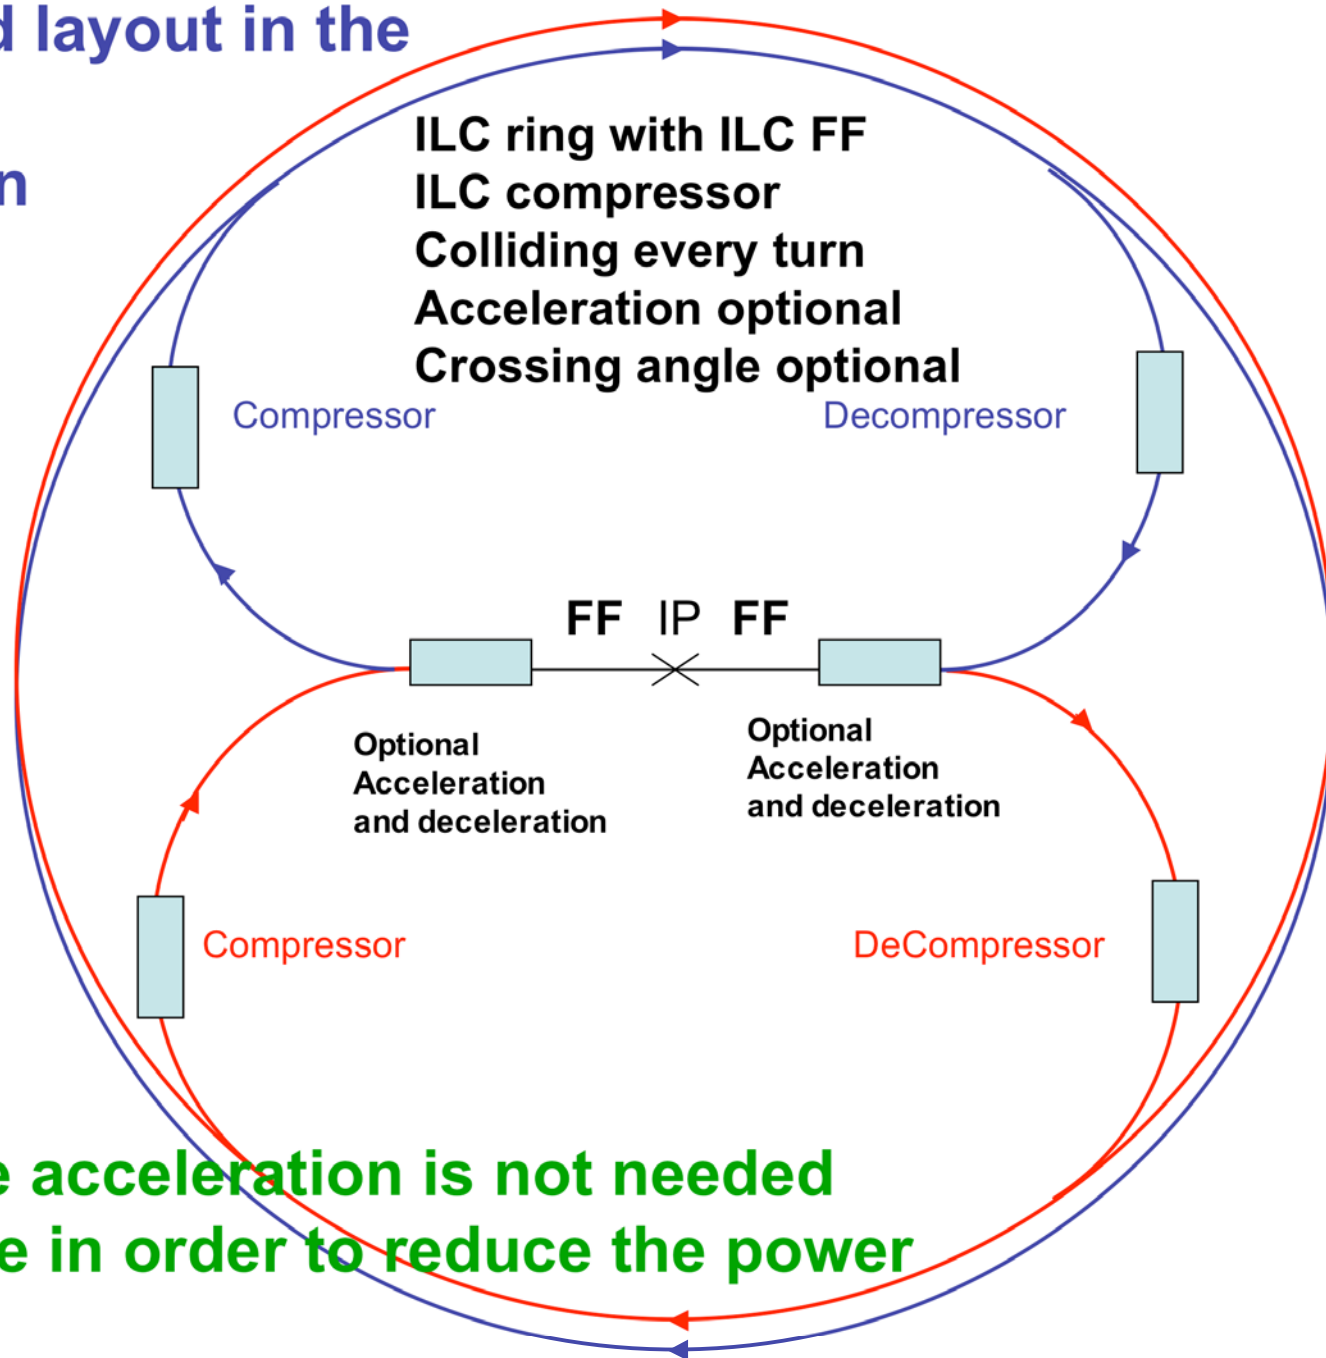 d layout in the
n
ILC ring with ILC FF
ILC compressor
Colliding every turn
Acceleration optional
Crossing angle optional
Compressor
Decompressor
FF IP FF
Optional
Acceleration
and deceleration
Optional
Acceleration
and deceleration
Compressor
DeCompressor
e acceleration is not needed
e in order to reduce the power